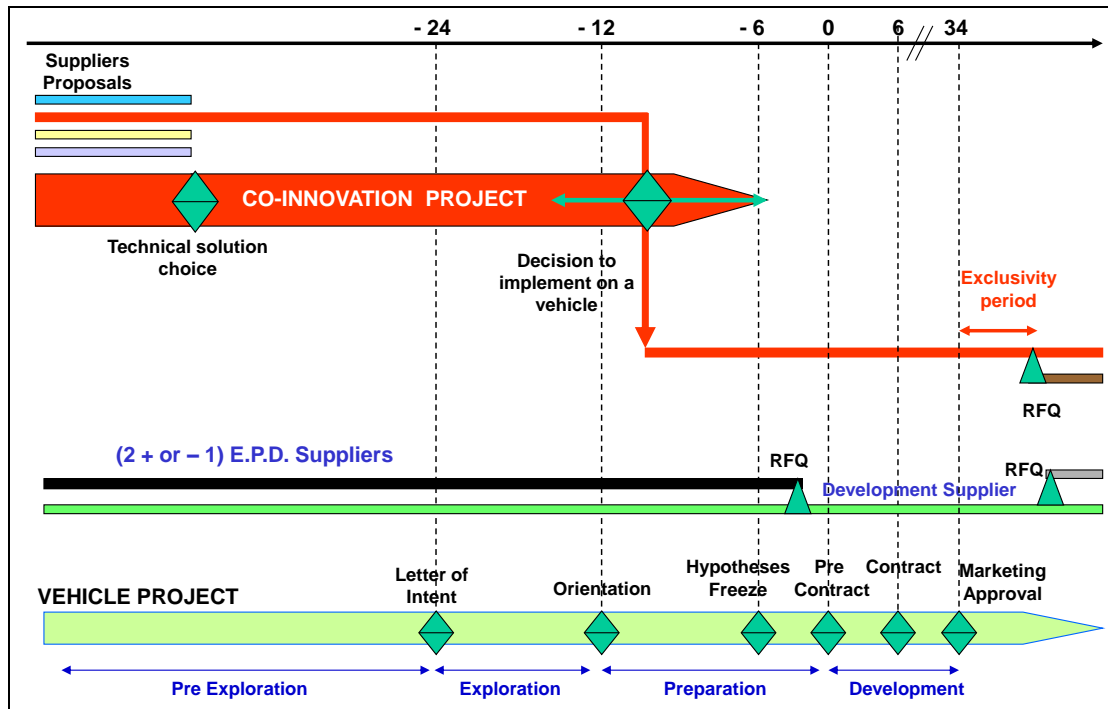 - 24
- 12
- 6
0
6
34
Suppliers
Proposals
CO-INNOVATION PROJECT
Technical solution
choice
Decision to
implement on a
vehicle
Exclusivity
period
RFQ
(2 + or – 1) E.P.D. Suppliers
RFQ
Development Supplier
RFQ
VEHICLE PROJECT
Letter of
Intent
Orientation
Hypotheses
Freeze
Pre
Contract
Contract
Marketing
Approval
Pre Exploration
Exploration
Preparation
Development